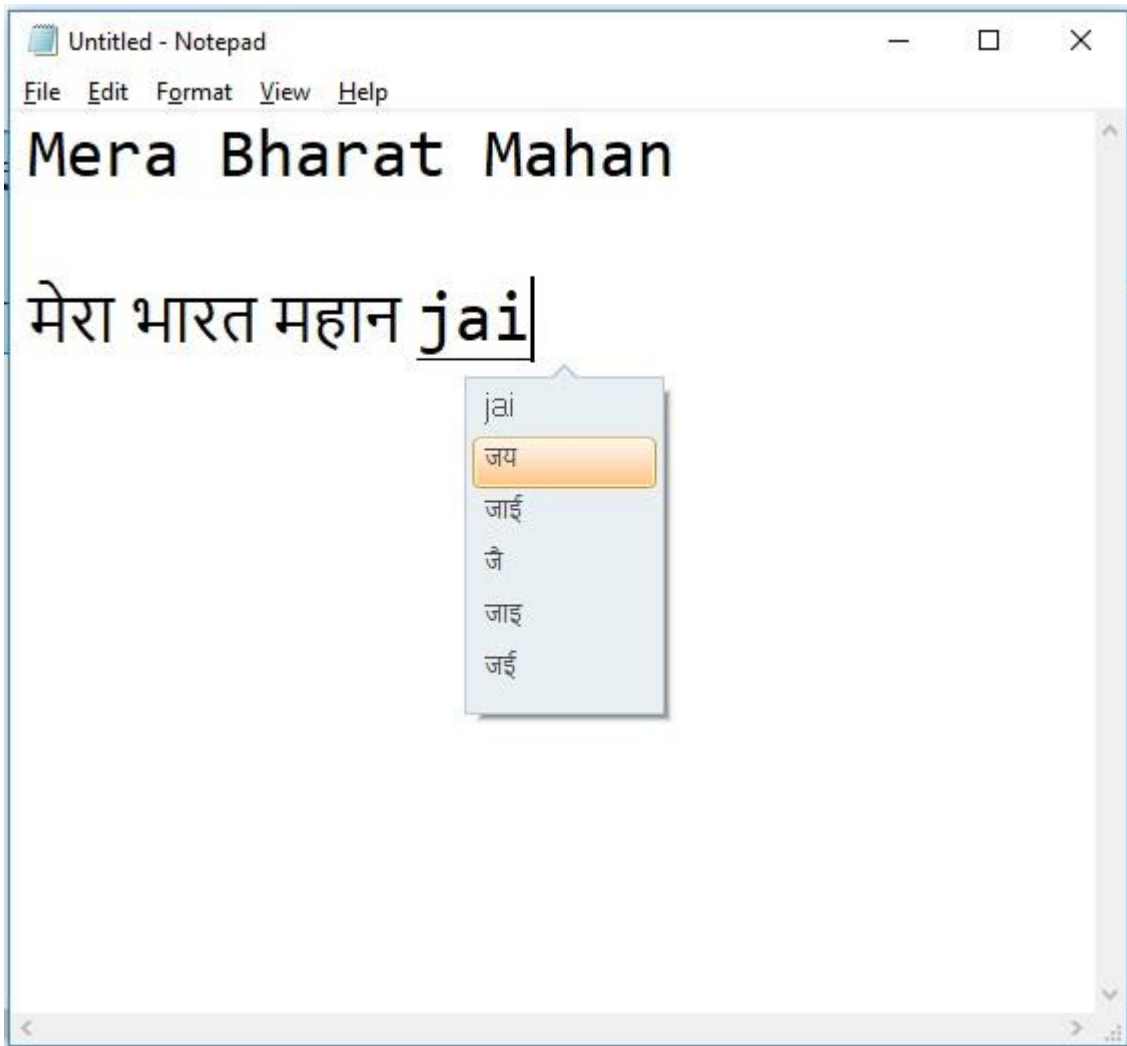 Untitled - Notepad
File Edit Format View Help
Mera Bharat Mahan
मेरा भारत महान jai
jai
जय
जाई
जै
जाइ
जई